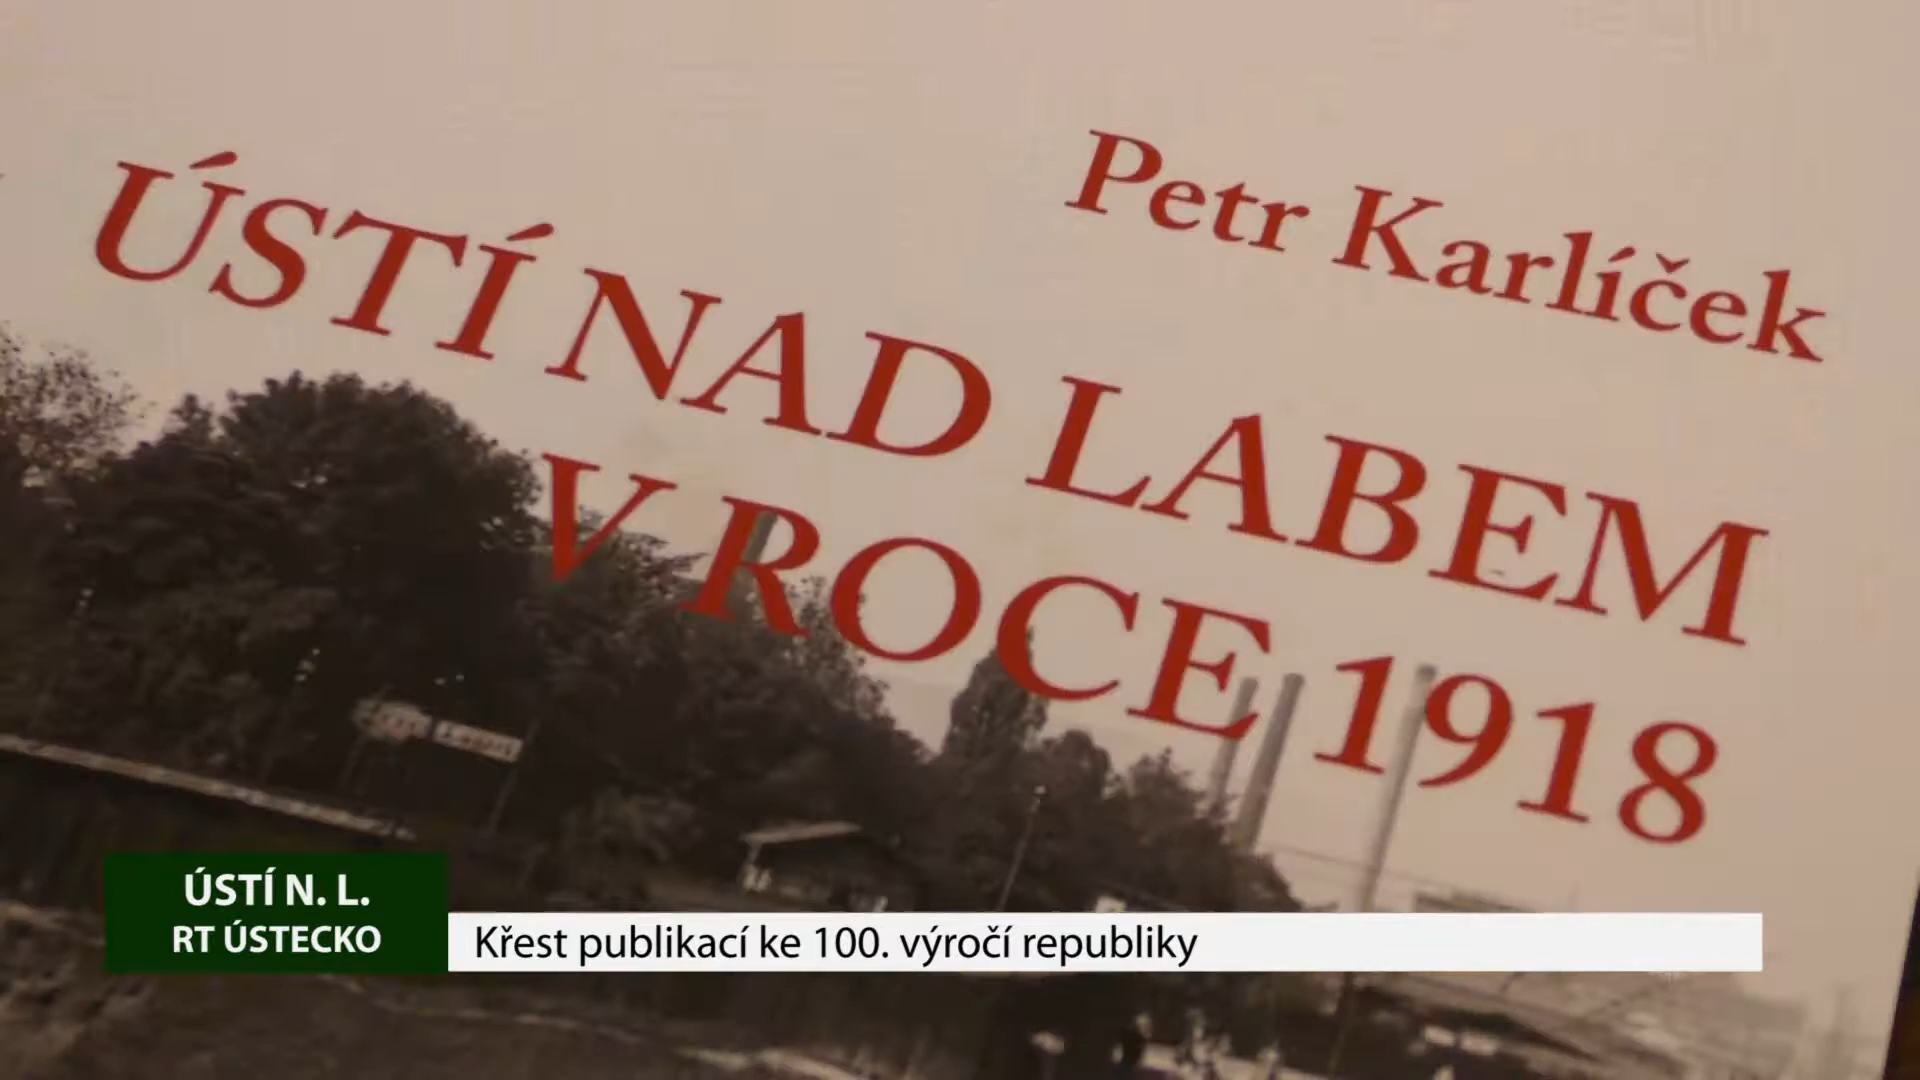 Petr Karlíček
ÚSTÍ NAD LABEM
V ROCE 1918
ÚSTÍ N. L.
RT ÚSTECKO
Křest publikací ke 100. výročí republiky